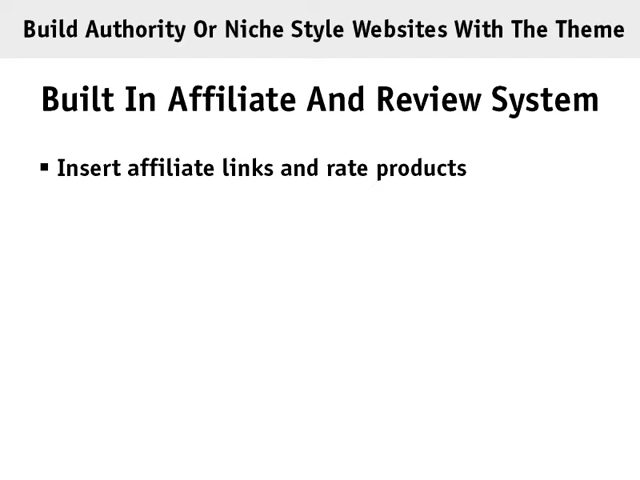 Build Authority Or Niche Style Websites With The Theme
Built In Affiliate And Review System
▪ Insert affiliate links and rate products